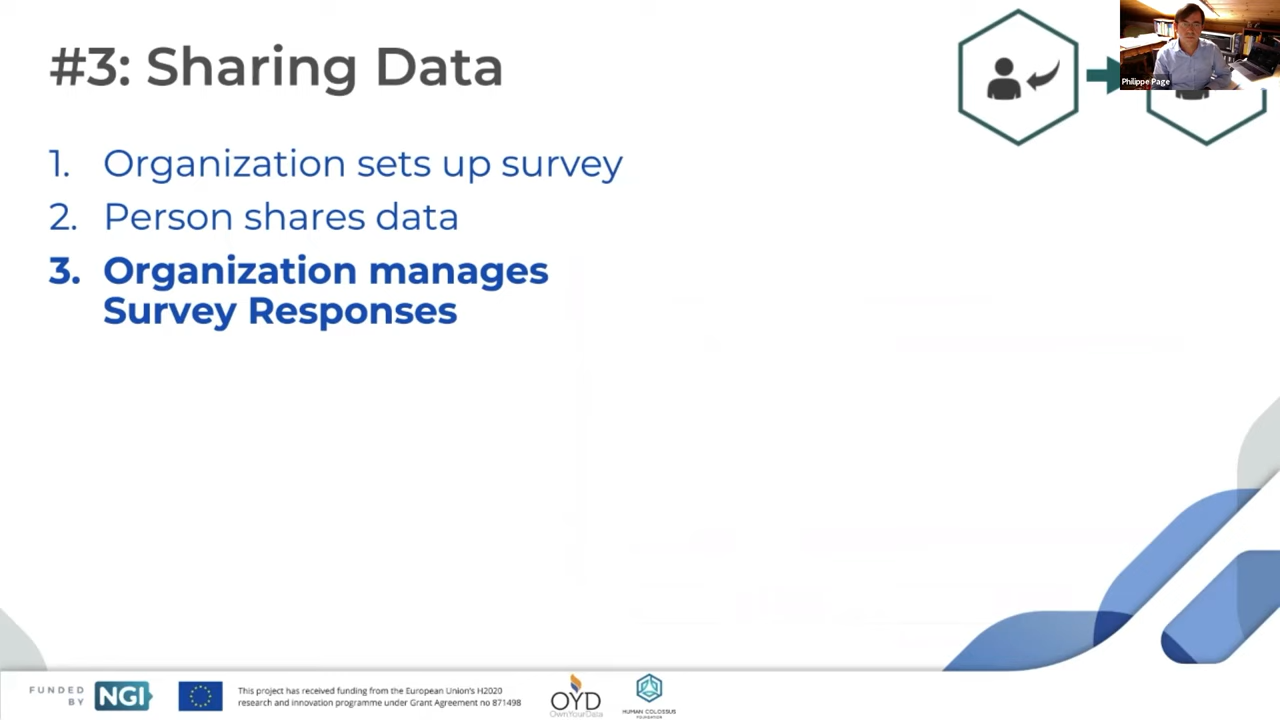 #3: Sharing Data
Philippe Page
1. Organization sets up survey
2. Person shares data
3. Organization manages
Survey Responses
FUNDED
BY
NGI
This project has received funding from the European Union's H2020
research and innovation programme under Grant Agreement no 871498
OYD
OwnYourData
HUMAN COLOSSUS
FOUNDATION